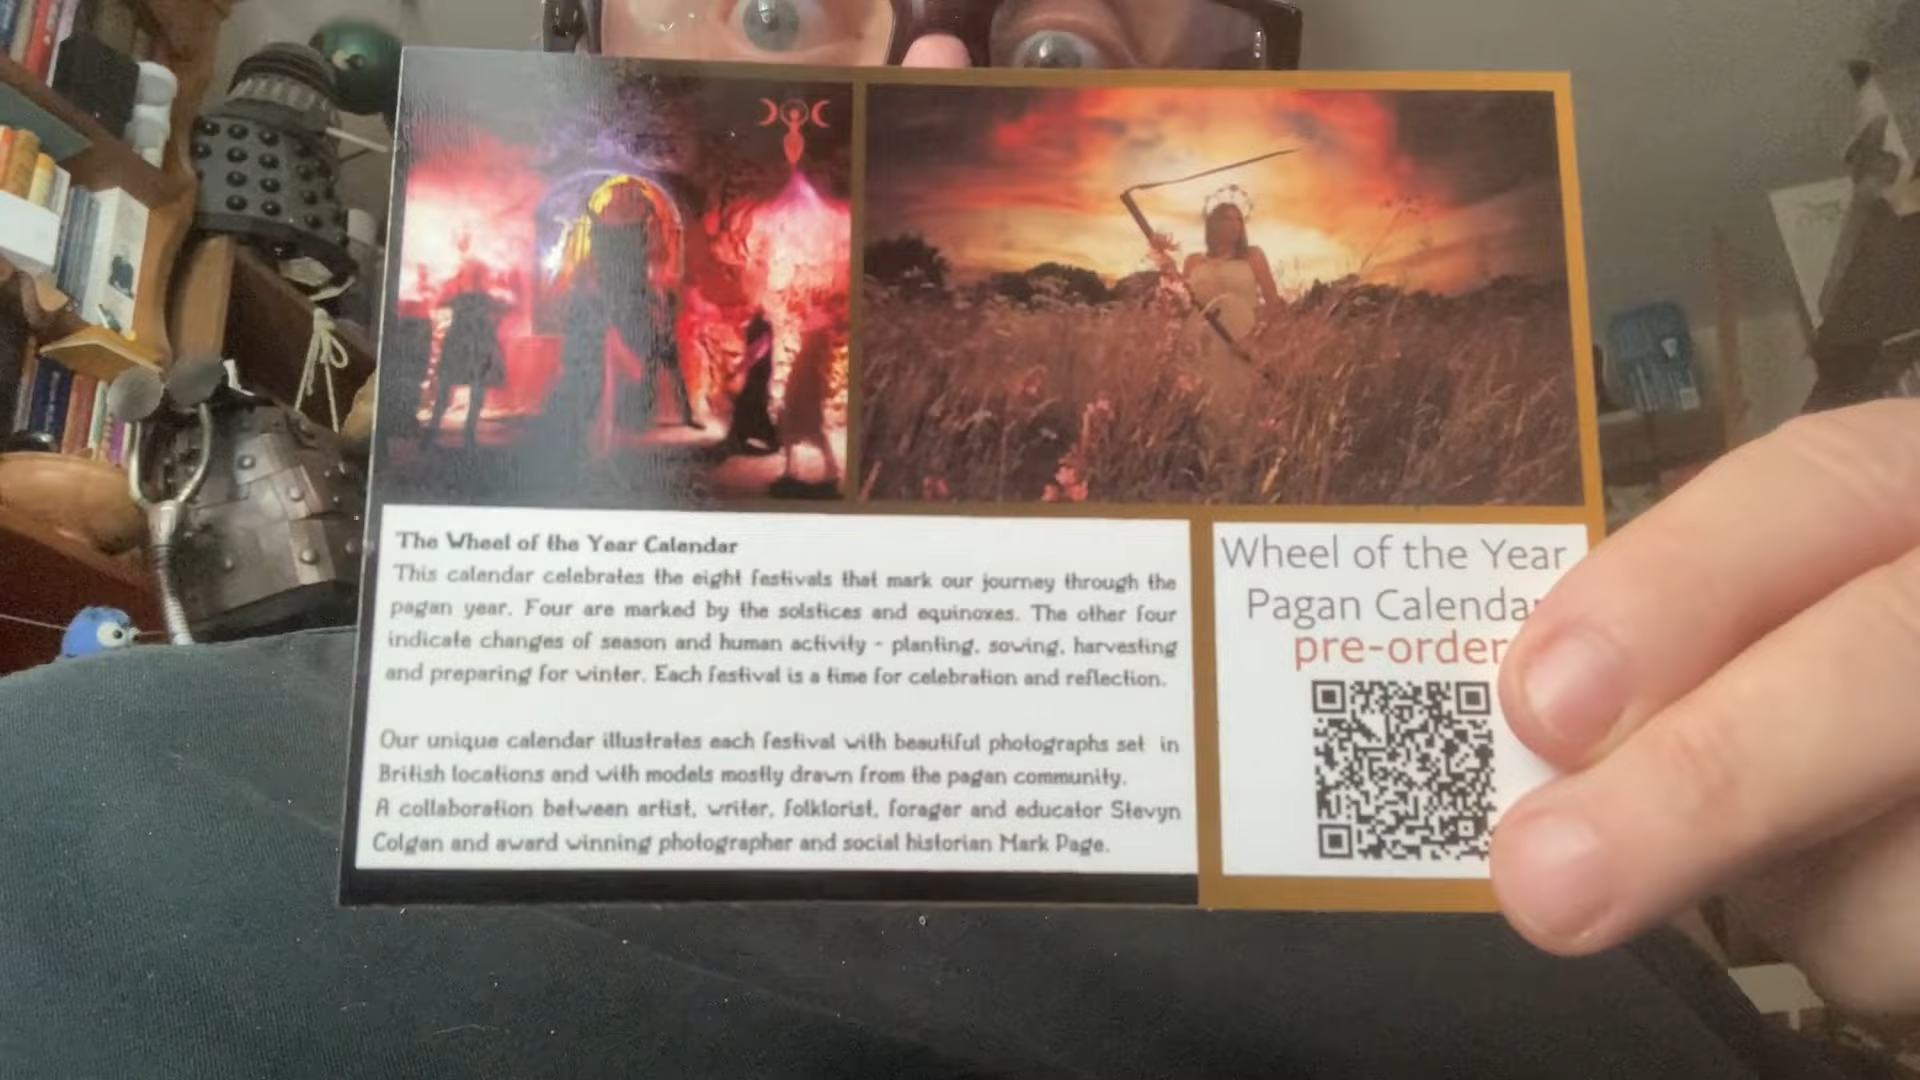 The Wheel of the Year Calendar
This calendar celebrates the eight festivals that mark our journey through the
pagan year. Four are marked by the solstices and equinoxes. The other four
indicate changes of season and human activity - planting, sowing, harvesting
and preparing for winter. Each festival is a time for celebration and reflection.
Our unique calendar illustrates each festival with beautiful photographs set in
British locations and with models mostly drawn from the pagan community.
A collaboration between artist, writer, folklorist, forager and educator Stevyn
Colgan and award winning photographer and social historian Mark Page.
Wheel of the Year
Pagan Calendar
pre-order